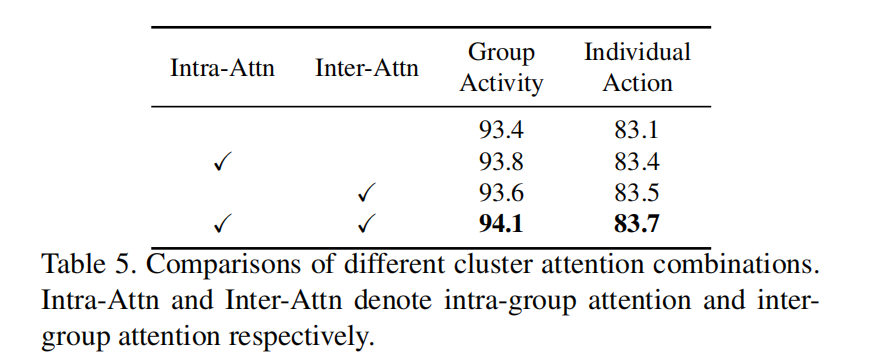 Intra-Attn Inter-Attn Group Activity Individual Action
93.4 83.1
✓ 93.8 83.4
✓ 93.6 83.5
✓ ✓ 94.1 83.7
Table 5. Comparisons of different cluster attention combinations.
Intra-Attn and Inter-Attn denote intra-group attention and inter-
group attention respectively.